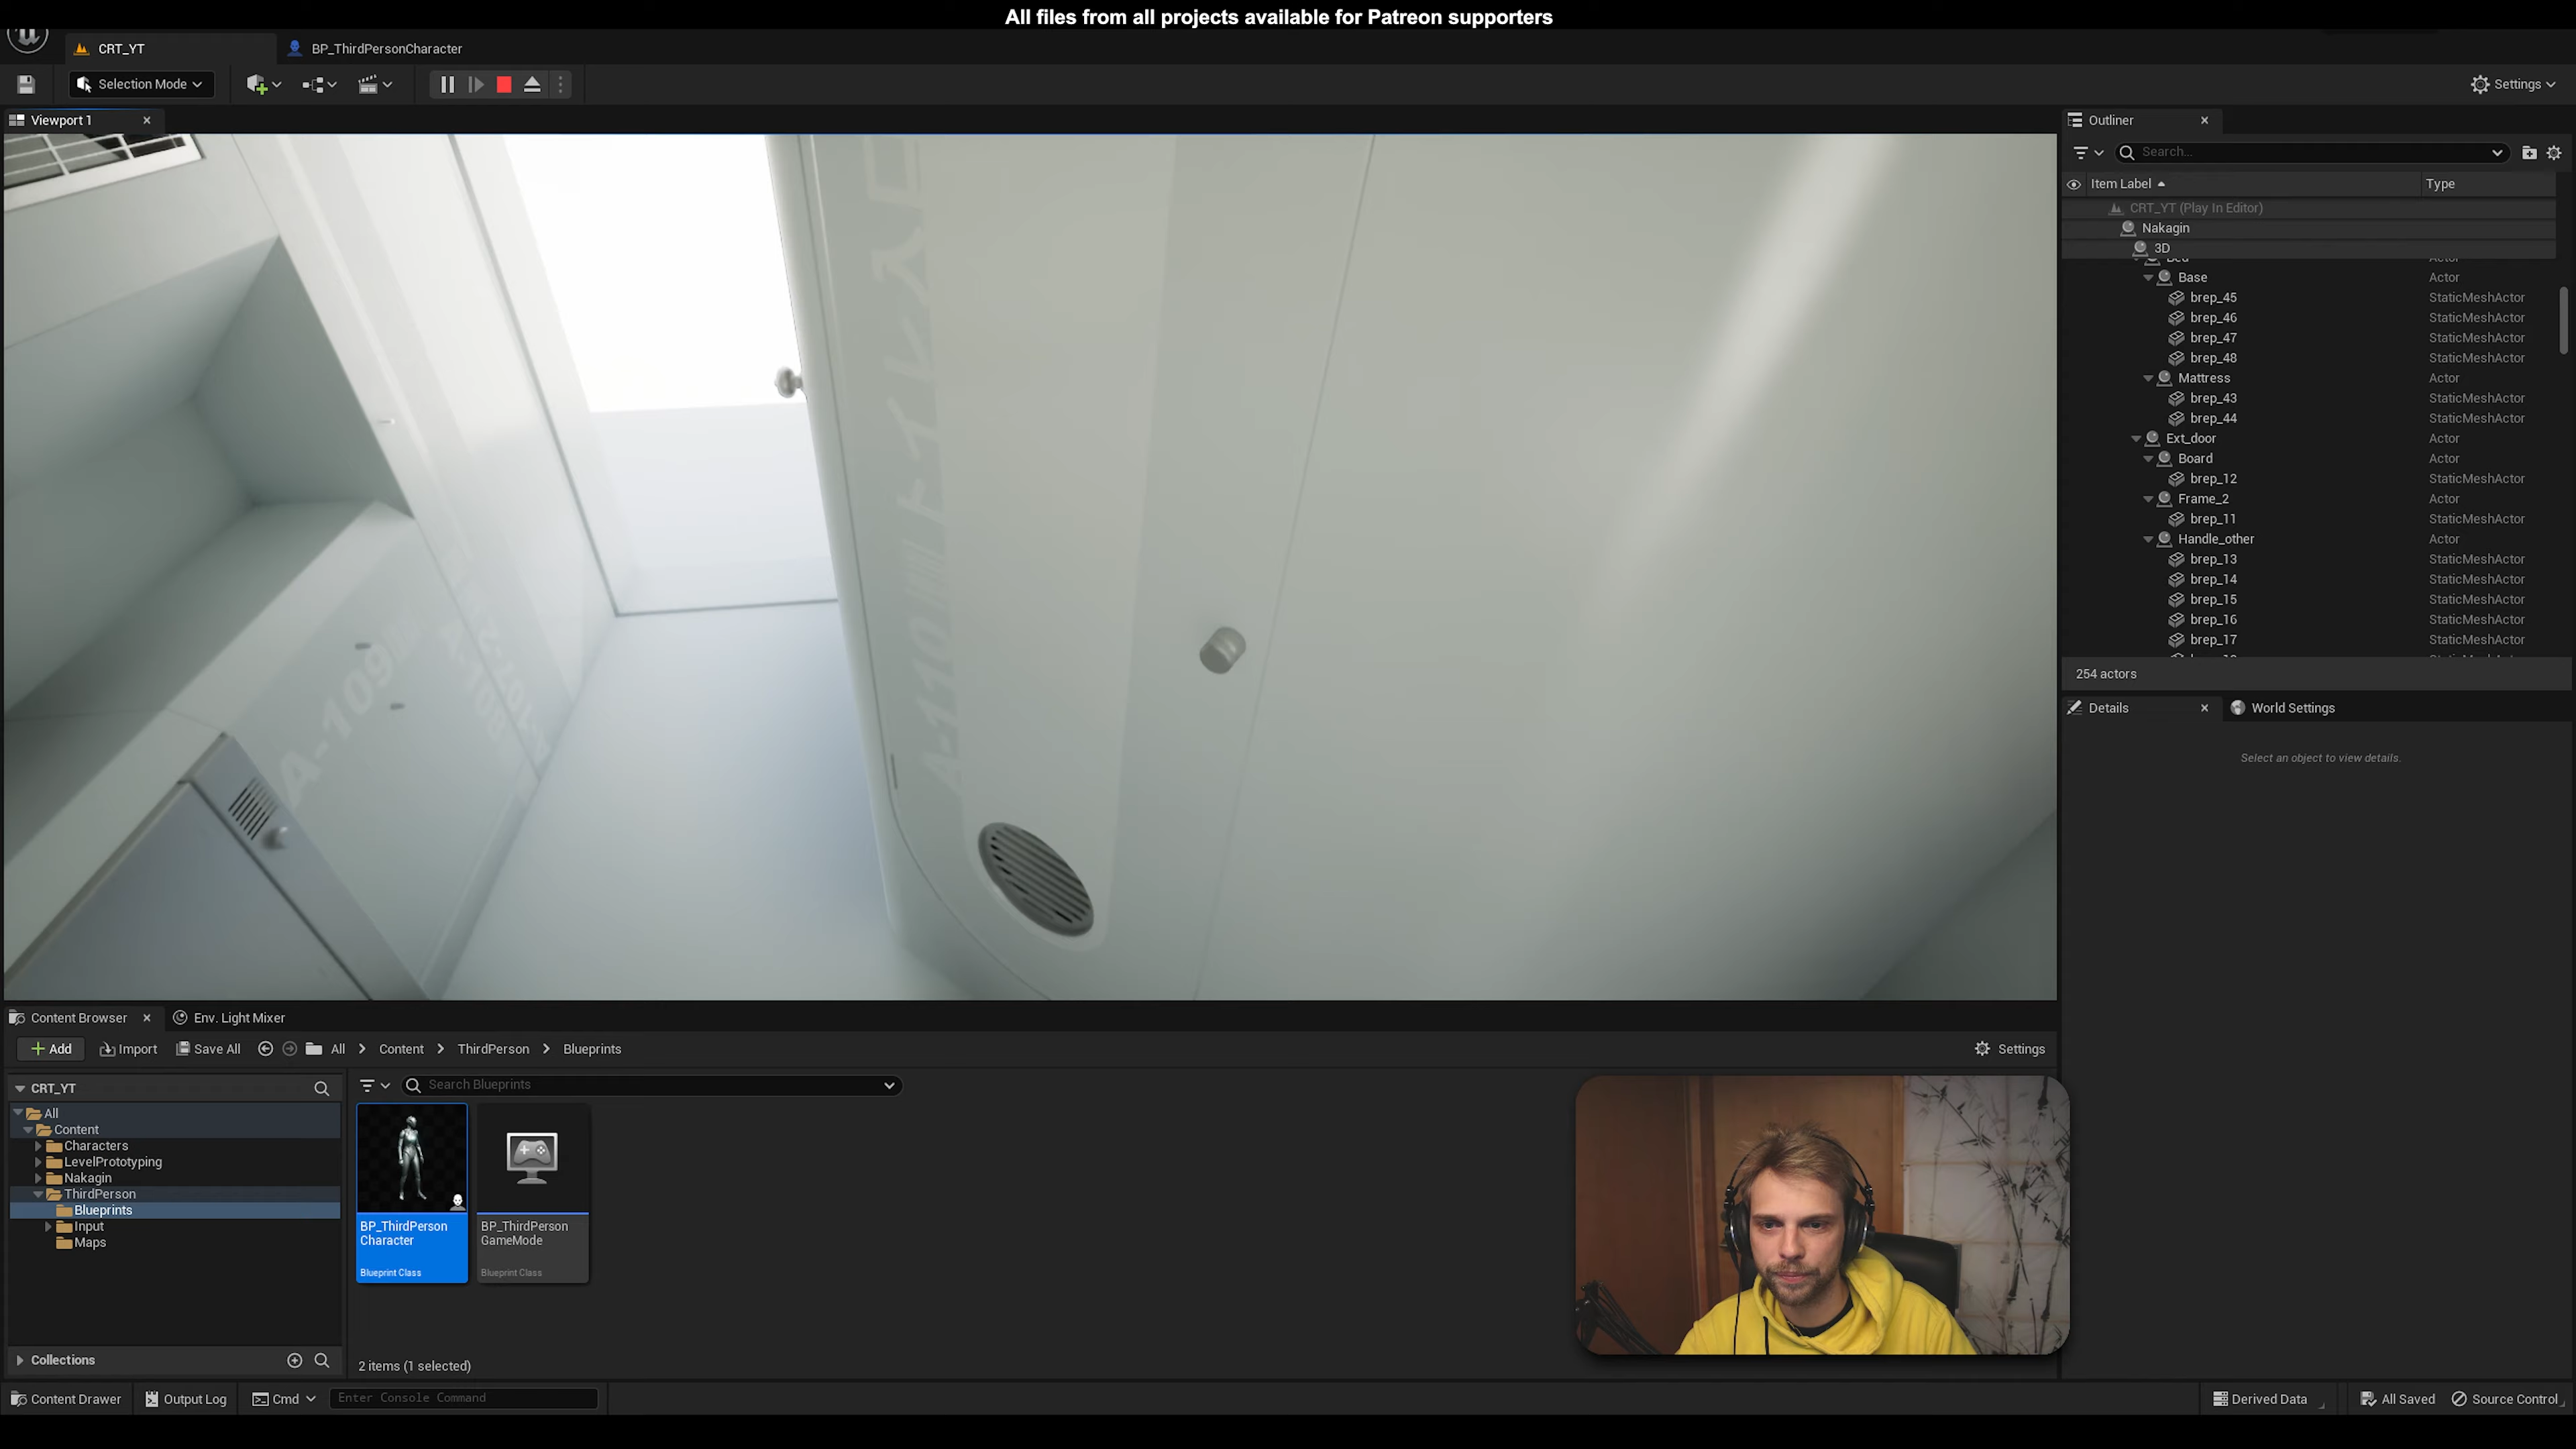 All files from all projects available for Patreon supporters
CRT_YT
BP_ThirdPersonCharacter
Selection Mode
Settings
Viewport 1
Outliner
Search...
Item Label
Type
CRT_YT (Play In Editor)
Nakagin
3D
Bed
Base Actor
brep_45 StaticMeshActor
brep_46 StaticMeshActor
brep_47 StaticMeshActor
brep_48 StaticMeshActor
Mattress Actor
brep_43 StaticMeshActor
brep_44 StaticMeshActor
Ext_door Actor
Board Actor
brep_12 StaticMeshActor
Frame_2 Actor
brep_11 StaticMeshActor
Handle_other Actor
brep_13 StaticMeshActor
brep_14 StaticMeshActor
brep_15 StaticMeshActor
brep_16 StaticMeshActor
brep_17 StaticMeshActor
254 actors
Details
World Settings
Select an object to view details.
A-109
A-110
トイレ
Content Browser
Env. Light Mixer
Add
Import
Save All
All
Content
ThirdPerson
Blueprints
Settings
CRT_YT
Search Blueprints
All
Content
Characters
LevelPrototyping
Nakagin
ThirdPerson
Blueprints
Input
Maps
BP_ThirdPerson
Character
Blueprint Class
BP_ThirdPerson
GameMode
Blueprint Class
Collections
2 items (1 selected)
Content Drawer
Output Log
Cmd
Enter Console Command
Derived Data
All Saved
Source Control